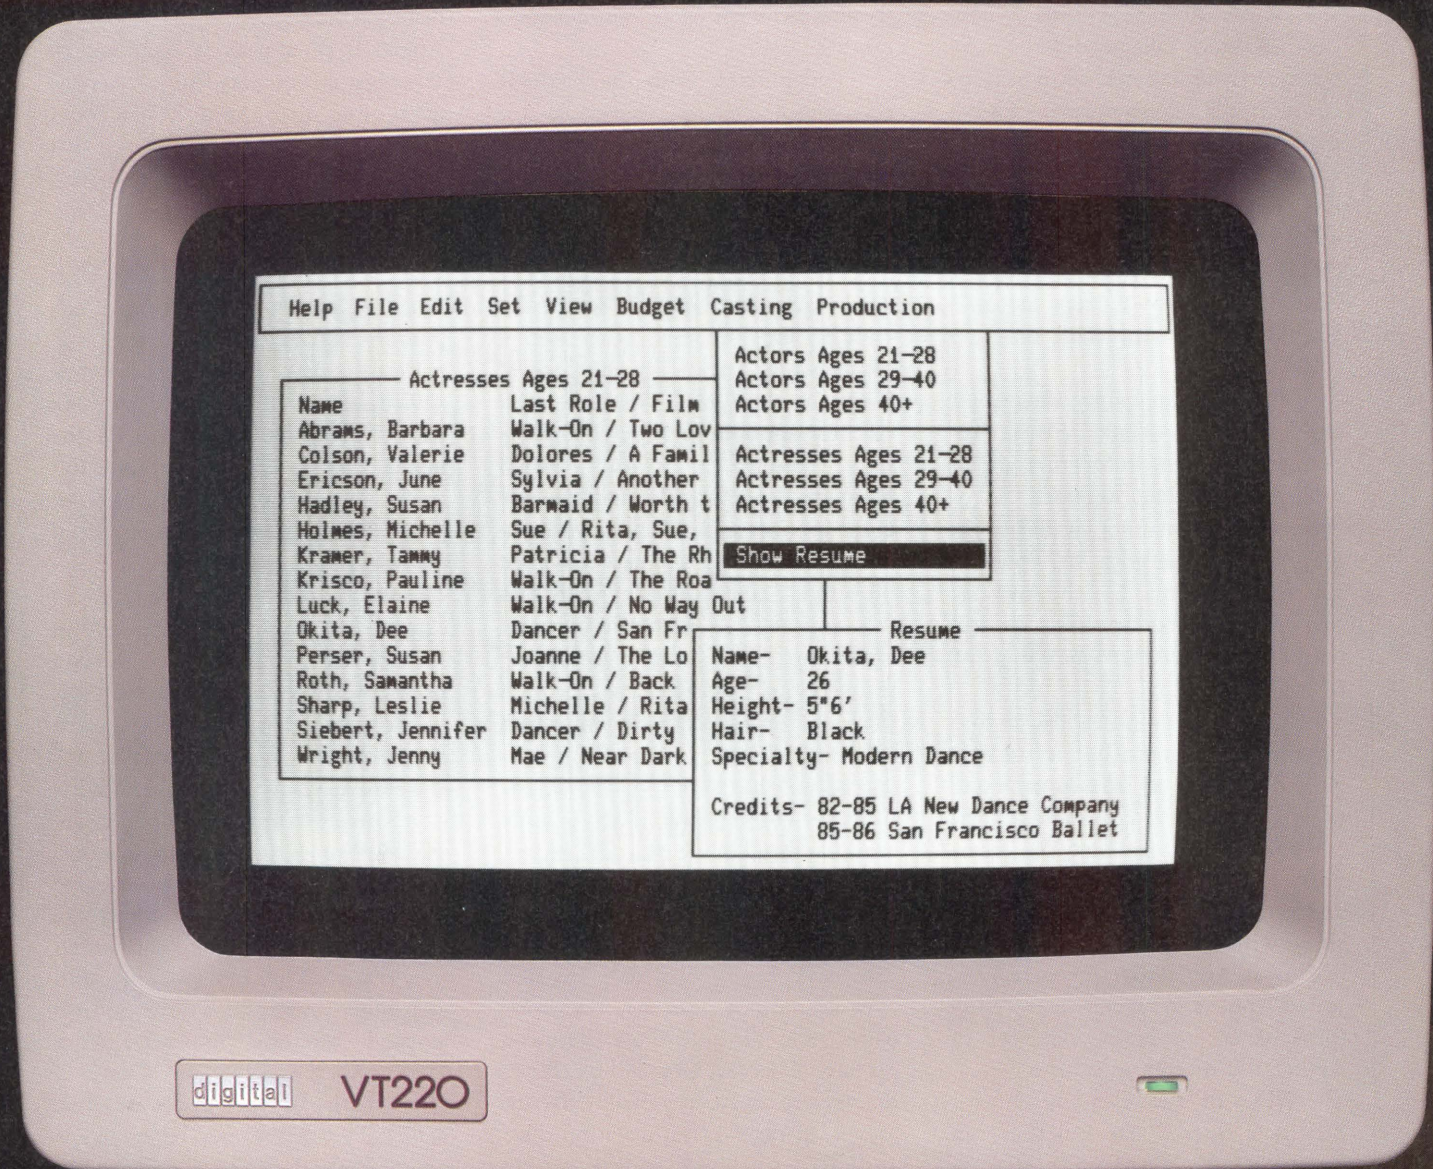 Help File Edit Set View Budget Casting Production
Actors Ages 21-28
Actors Ages 29-40
Actors Ages 40+
Actresses Ages 21-28
Actresses Ages 29-40
Actresses Ages 40+
Show Resume
Actresses Ages 21-28
Name Last Role / Film
Abrams, Barbara Walk-On / Two Lov
Colson, Valerie Dolores / A Famil
Ericson, June Sylvia / Another
Hadley, Susan Barmaid / Worth t
Holmes, Michelle Sue / Rita, Sue,
Kramer, Tammy Patricia / The Rh
Krisco, Pauline Walk-On / The Roa
Luck, Elaine Walk-On / No Way Out
Okita, Dee Dancer / San Fr
Perser, Susan Joanne / The Lo
Roth, Samantha Walk-On / Back
Sharp, Leslie Michelle / Rita
Siebert, Jennifer Dancer / Dirty
Wright, Jenny Mae / Near Dark
Resume
Name- Okita, Dee
Age- 26
Height- 5"6'
Hair- Black
Specialty- Modern Dance
Credits- 82-85 LA New Dance Company
85-86 San Francisco Ballet
digital VT220